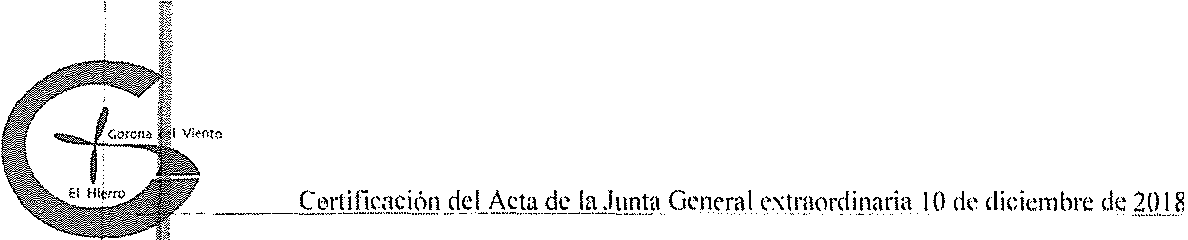 Gorona del Viento
El Hierro
Certificación del Acta de la Junta General extraordinaria 10 de diciembre de 2018